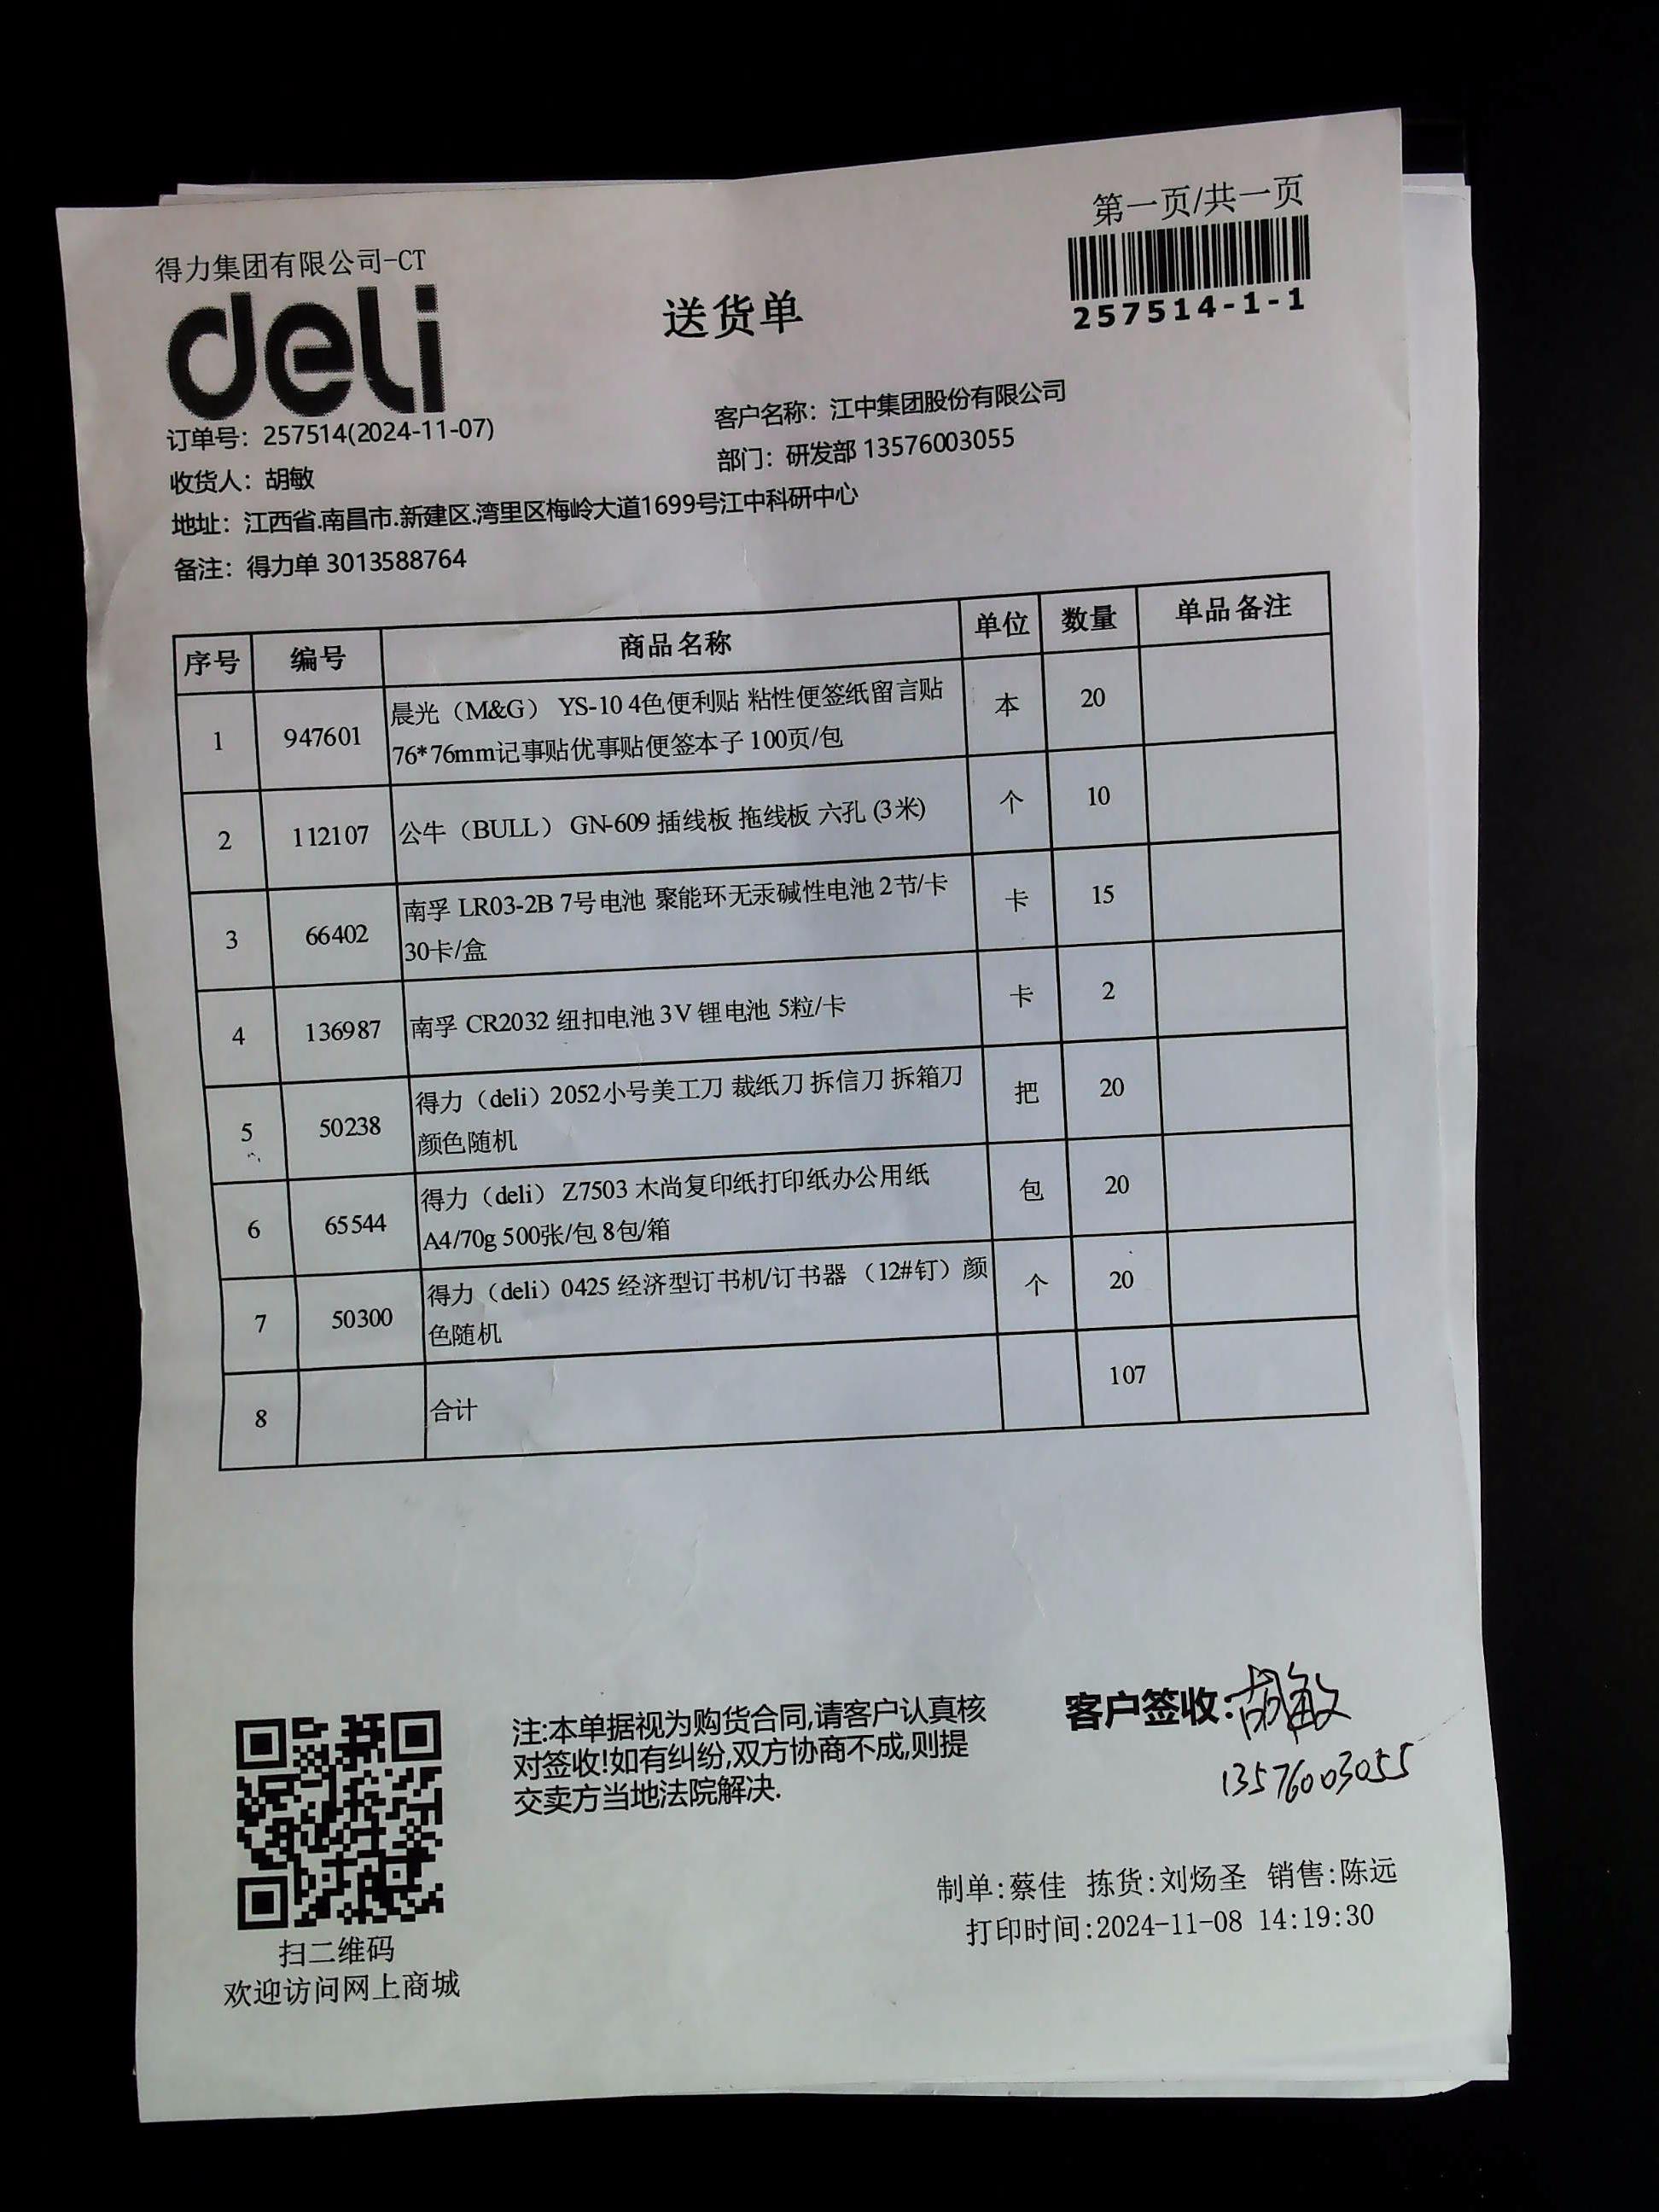 第一页/共一页
得力集团有限公司-CT
deli
送货单
257514-1-1
订单号：257514(2024-11-07)
客户名称：江中集团股份有限公司
收货人：胡敏
部门：研发部 13576003055
地址：江西省.南昌市.新建区.湾里区梅岭大道1699号江中科研中心
备注：得力单 3013588764
序号 编号 商品名称 单位 数量 单品备注
1 947601 晨光（M&G） YS-10 4色便利贴 粘性便签纸留言贴 本 20
76*76mm记事贴优事贴便签本子 100页/包
2 112107 公牛（BULL） GN-609 插线板 拖线板 六孔 (3米) 个 10
3 66402 南孚 LR03-2B 7号电池 聚能环无汞碱性电池 2节/卡 卡 15
30卡/盒
4 136987 南孚 CR2032 纽扣电池 3V 锂电池 5粒/卡 卡 2
5 50238 得力（deli）2052小号美工刀 裁纸刀 拆信刀 拆箱刀 把 20
颜色随机
6 65544 得力（deli） Z7503 木尚复印纸打印纸办公用纸 包 20
A4/70g 500张/包 8包/箱
7 50300 得力（deli）0425 经济型订书机/订书器 （12#钉）颜 个 20
色随机
8 合计 107
注:本单据视为购货合同,请客户认真核
对签收!如有纠纷,双方协商不成,则提
交卖方当地法院解决.
客户签收:胡敏
13576003055
制单:蔡佳 拣货:刘炀圣 销售:陈远
打印时间:2024-11-08 14:19:30
扫二维码
欢迎访问网上商城